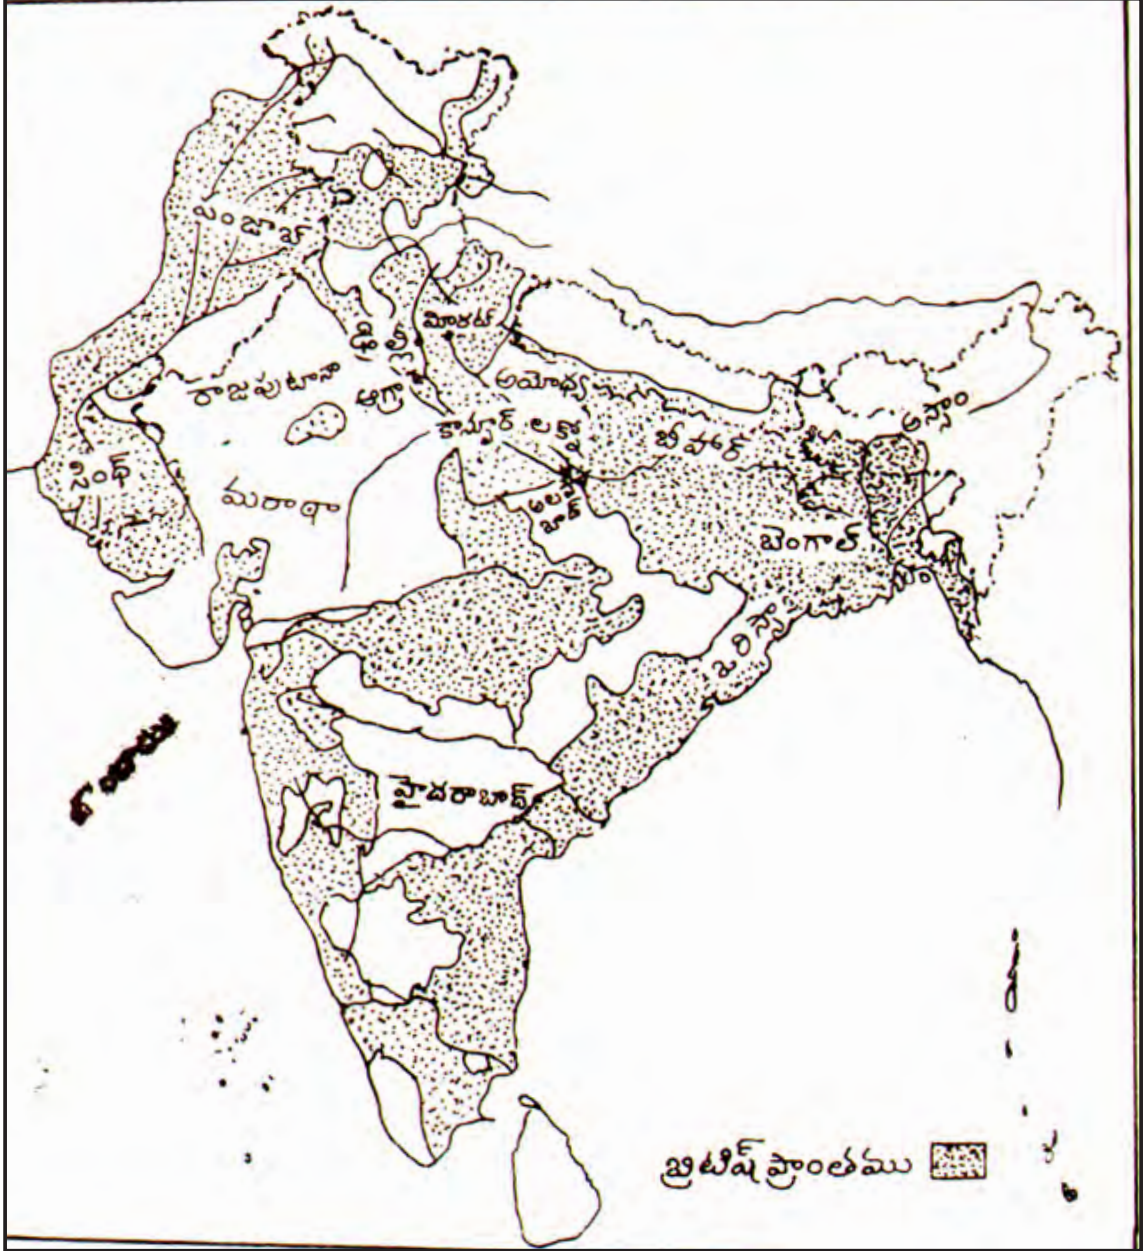 పంజాబ్
ఢిల్లీ
మీరట్
రాజపుటానా
ఆగ్రా
అయోధ్య
కాన్పూర్ లక్నో
బీహార్
అస్సాం
సింధ్
మరాఠా
అలహాబాద్
బెంగాల్
ఒరిస్సా
హైదరాబాద్
బ్రిటిష్ ప్రాంతము